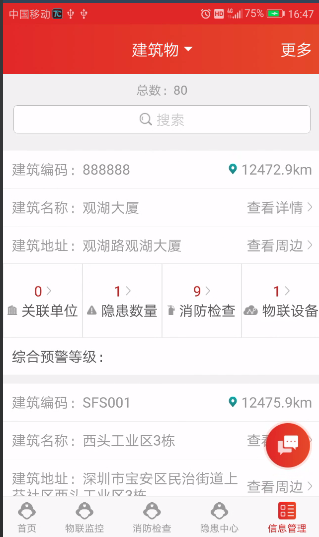 中国移动 HD 4G 75% 16:47
建筑物 更多
总数：80
搜索
建筑编码：888888 12472.9km
建筑名称：观湖大厦 查看详情
建筑地址：观湖路观湖大厦 查看周边
0 1 9 1
关联单位 隐患数量 消防检查 物联设备
综合预警等级：
建筑编码：SFS001 12475.9km
建筑名称：西头工业区3栋 查看
建筑地址：深圳市宝安区民治街道上 查看周边
芬社区西头工业区3栋
首页 物联监控 消防检查 隐患中心 信息管理